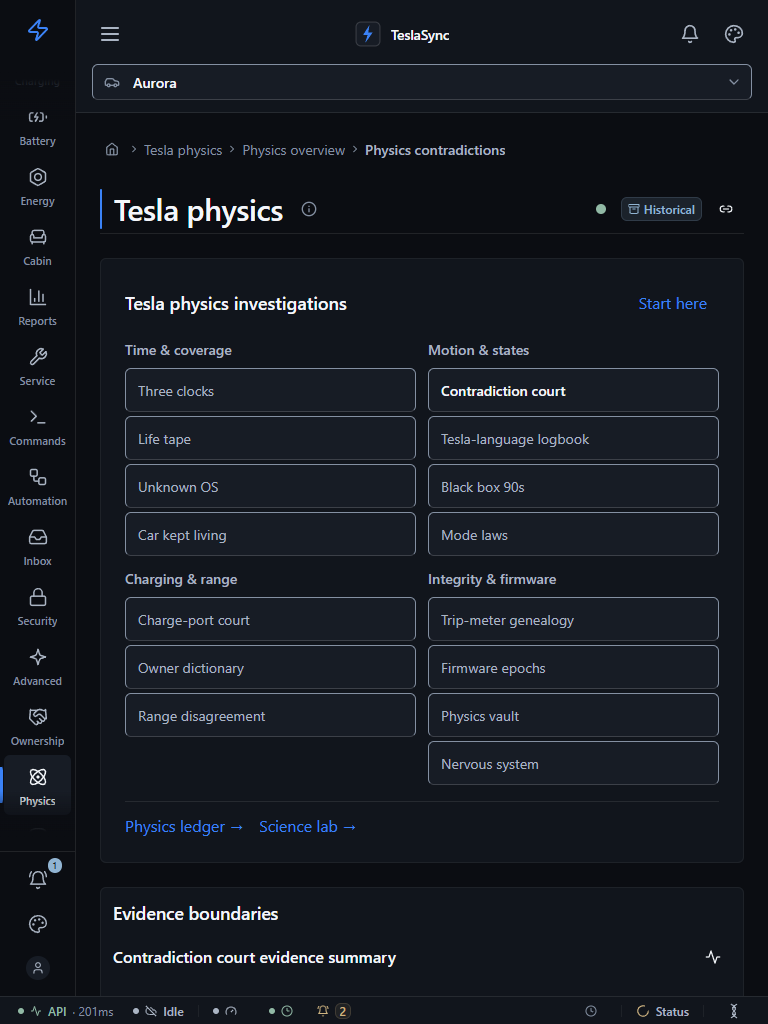 TeslaSync
Aurora
Charging
Battery
Energy
Cabin
Reports
Service
Commands
Automation
Inbox
Security
Advanced
Ownership
Physics
1
Tesla physics > Physics overview > Physics contradictions
Tesla physics
Historical
Tesla physics investigations
Start here
Time & coverage
Three clocks
Life tape
Unknown OS
Car kept living
Motion & states
Contradiction court
Tesla-language logbook
Black box 90s
Mode laws
Charging & range
Charge-port court
Owner dictionary
Range disagreement
Integrity & firmware
Trip-meter genealogy
Firmware epochs
Physics vault
Nervous system
Physics ledger → Science lab →
Evidence boundaries
Contradiction court evidence summary
API · 201ms Idle 2 Status